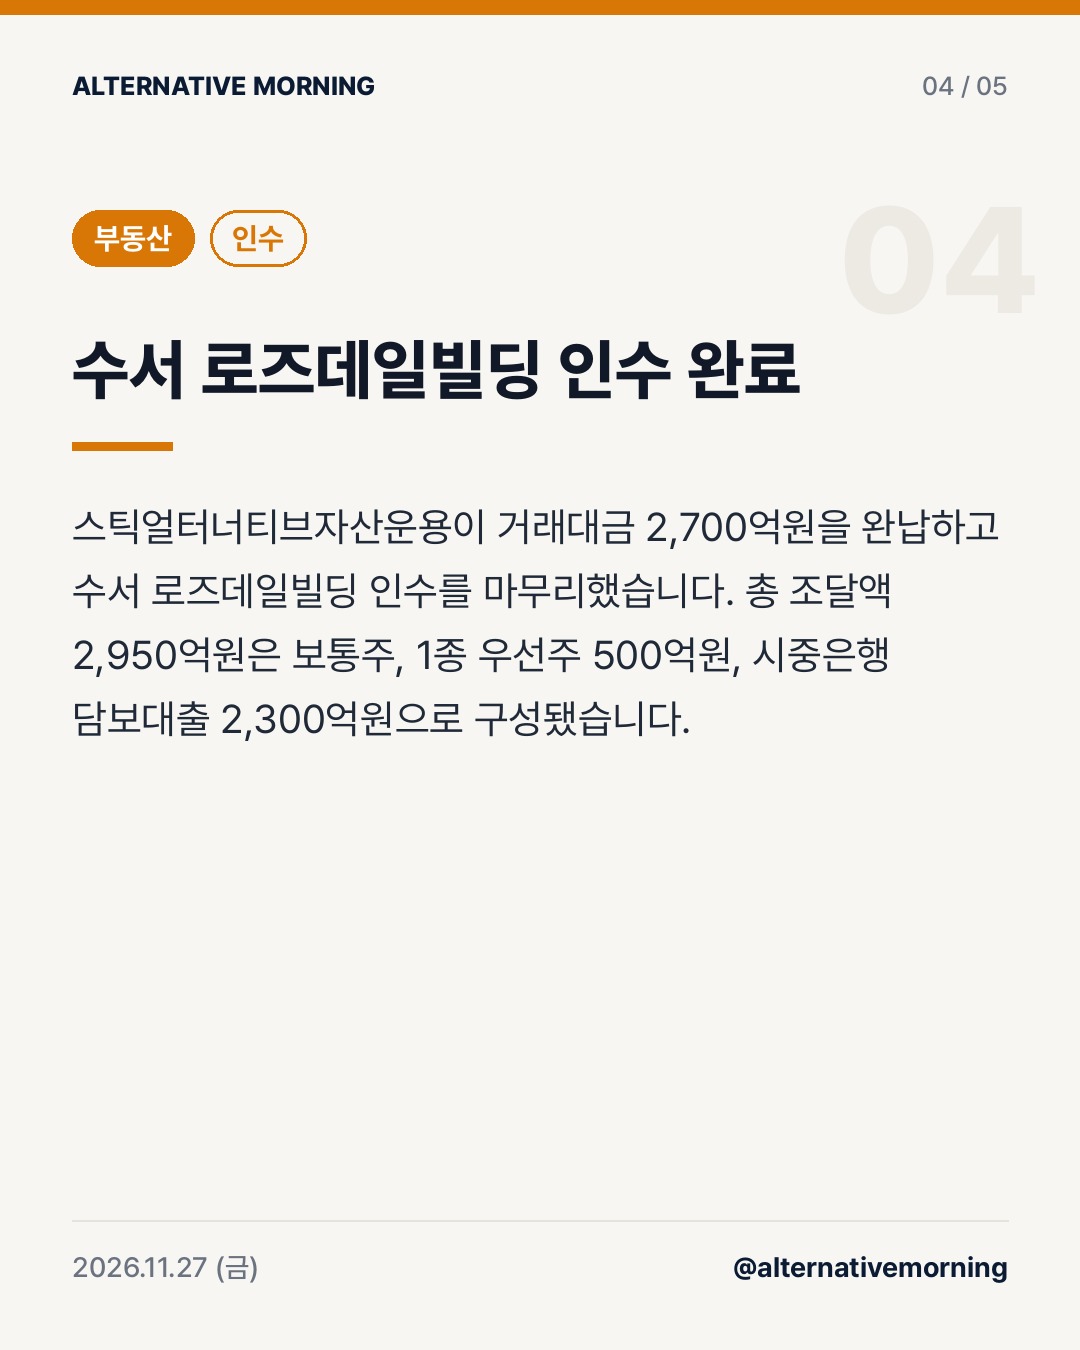 ALTERNATIVE MORNING
04 / 05
부동산
인수
04
수서 로즈데일빌딩 인수 완료
스틱얼터너티브자산운용이 거래대금 2,700억원을 완납하고
수서 로즈데일빌딩 인수를 마무리했습니다. 총 조달액
2,950억원은 보통주, 1종 우선주 500억원, 시중은행
담보대출 2,300억원으로 구성됐습니다.
2026.11.27 (금)
@alternativemorning